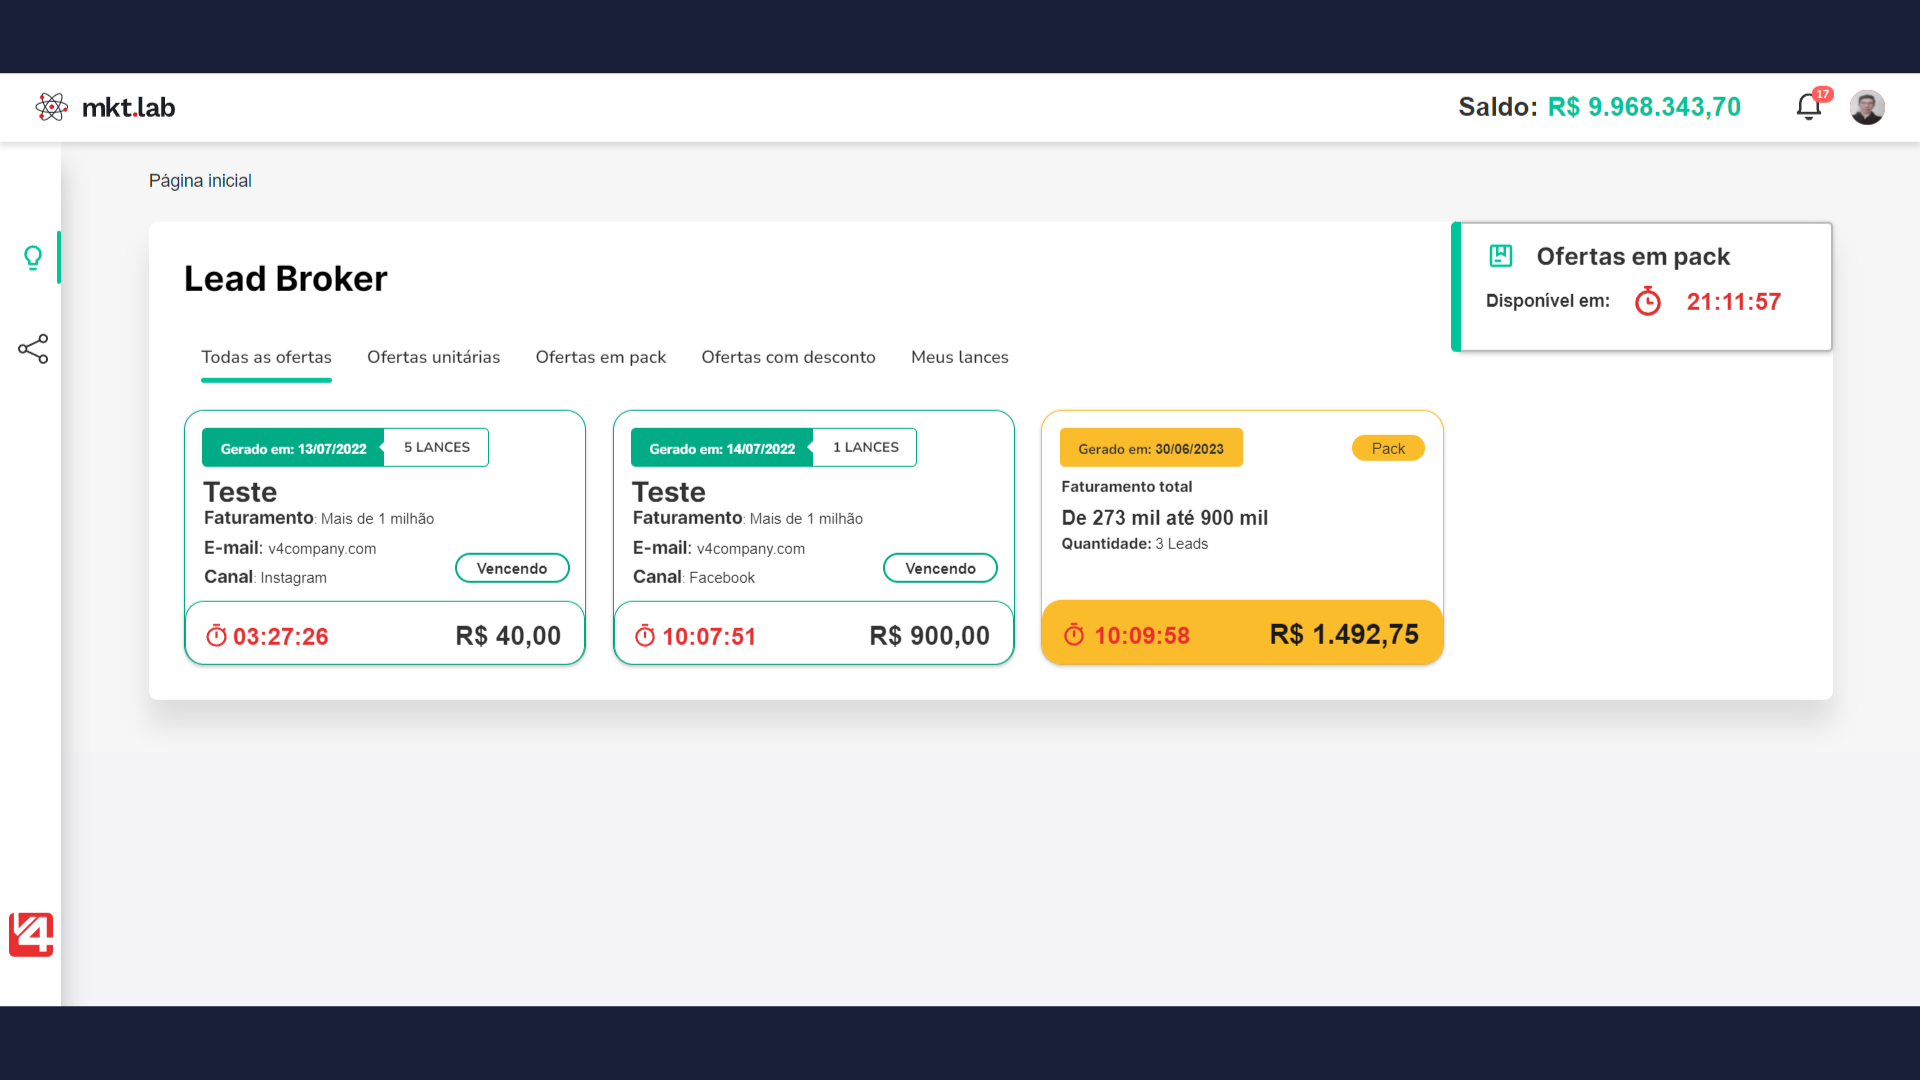 mkt.lab
Saldo: R$ 9.968.343,70
17
Página inicial
Lead Broker
Ofertas em pack
Disponível em: 21:11:57
Todas as ofertas Ofertas unitárias Ofertas em pack Ofertas com desconto Meus lances
Gerado em: 13/07/2022 5 LANCES
Teste
Faturamento: Mais de 1 milhão
E-mail: v4company.com
Canal: Instagram
Vencendo
03:27:26 R$ 40,00
Gerado em: 14/07/2022 1 LANCES
Teste
Faturamento: Mais de 1 milhão
E-mail: v4company.com
Canal: Facebook
Vencendo
10:07:51 R$ 900,00
Gerado em: 30/06/2023 Pack
Faturamento total
De 273 mil até 900 mil
Quantidade: 3 Leads
10:09:58 R$ 1.492,75
V4